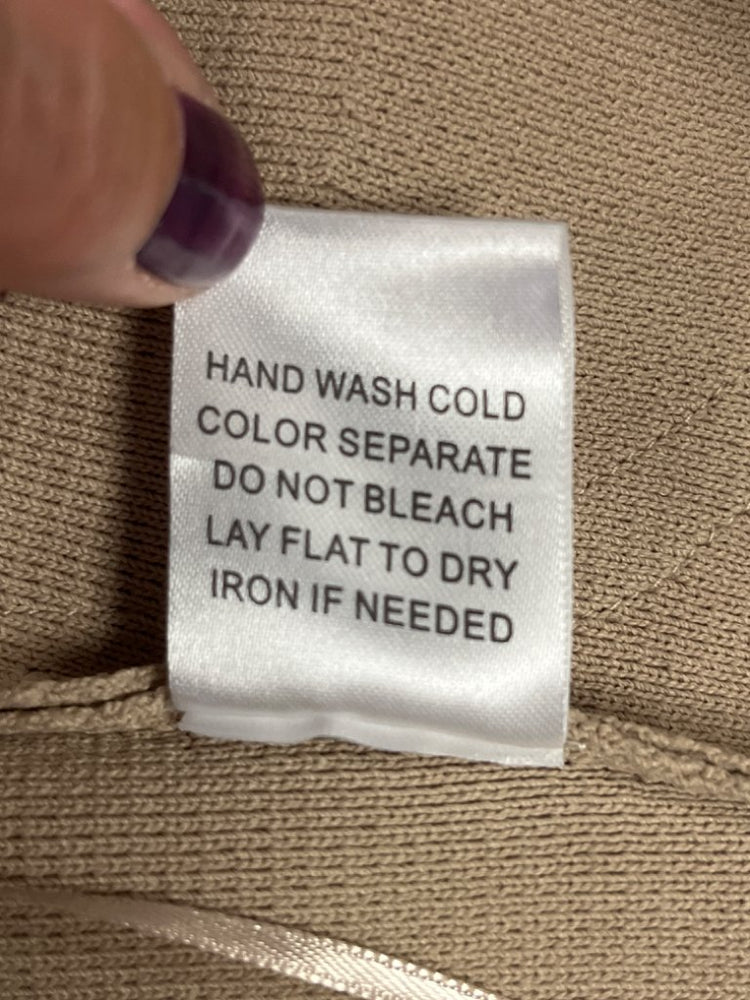 HAND WASH COLD
COLOR SEPARATE
DO NOT BLEACH
LAY FLAT TO DRY
IRON IF NEEDED